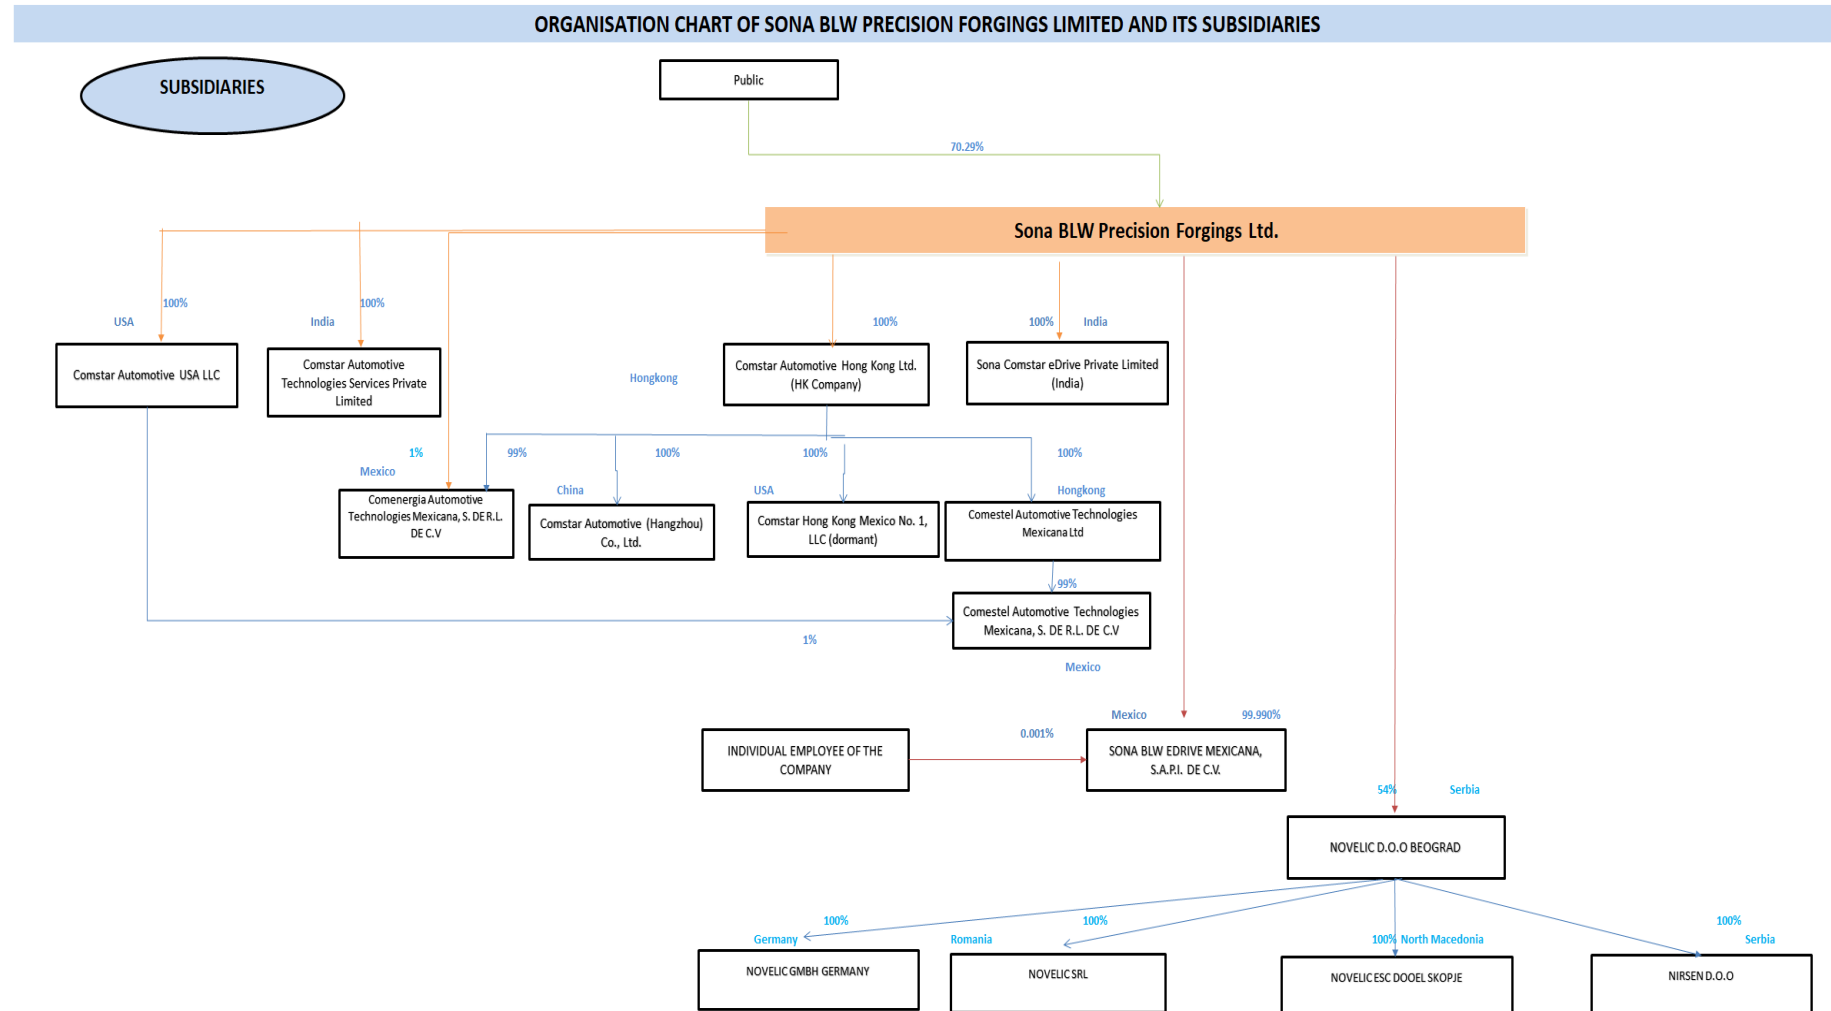 ORGANISATION CHART OF SONA BLW PRECISION FORGINGS LIMITED AND ITS SUBSIDIARIES
SUBSIDIARIES
Public
70.29%
Sona BLW Precision Forgings Ltd.
100%
USA
100%
India
100%
100%
India
Comstar Automotive USA LLC
Comstar Automotive
Technologies Services Private
Limited
Hongkong
Comstar Automotive Hong Kong Ltd.
(HK Company)
Sona Comstar eDrive Private Limited
(India)
1%
99%
100%
100%
100%
Mexico
China
USA
Hongkong
Comenergia Automotive
Technologies Mexicana, S. DE R.L.
DE C.V
Comstar Automotive (Hangzhou)
Co., Ltd.
Comstar Hong Kong Mexico No. 1,
LLC (dormant)
Comestel Automotive Technologies
Mexicana Ltd
99%
Comestel Automotive Technologies
Mexicana, S. DE R.L. DE C.V
1%
Mexico
Mexico
99.990%
0.001%
INDIVIDUAL EMPLOYEE OF THE
COMPANY
SONA BLW EDRIVE MEXICANA,
S.A.P.I. DE C.V.
54%
Serbia
NOVELIC D.O.O BEOGRAD
100%
100%
100%
Germany
Romania
100% North Macedonia
Serbia
NOVELIC GMBH GERMANY
NOVELIC SRL
NOVELIC ESC DOOEL SKOPJE
NIRSEN D.O.O